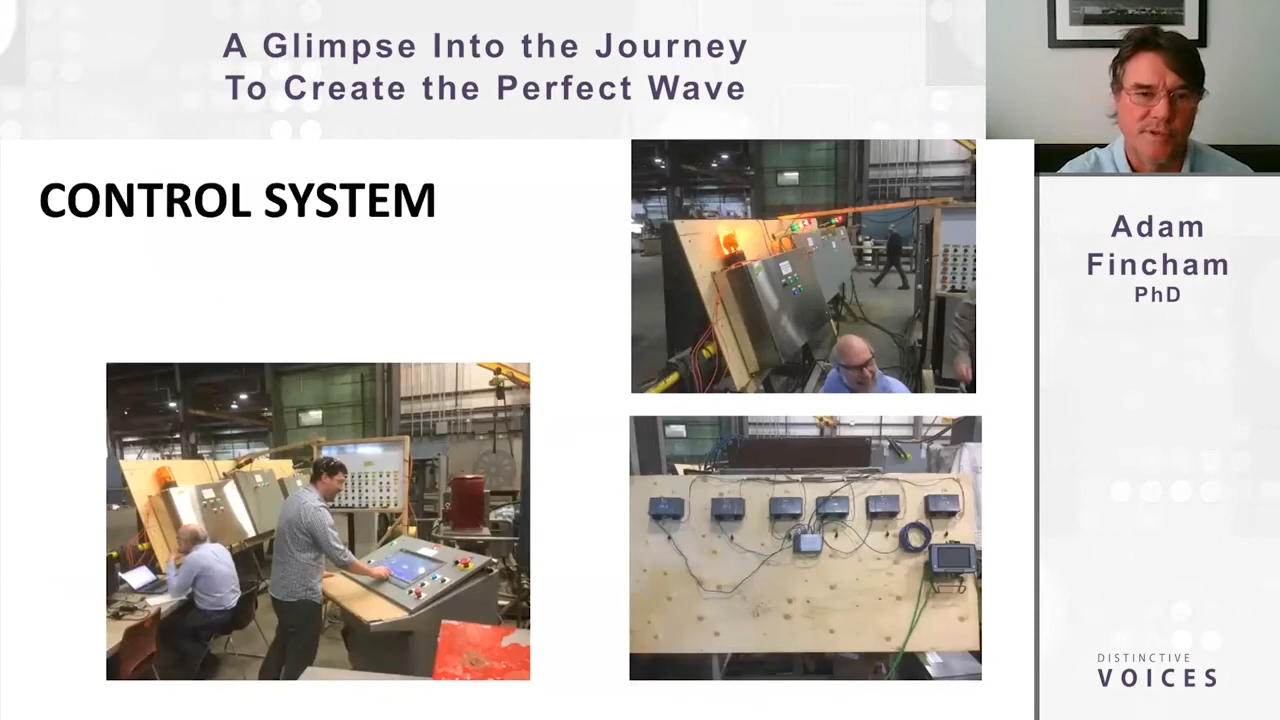 A Glimpse Into the Journey
To Create the Perfect Wave
CONTROL SYSTEM
Adam
Fincham
PhD
DISTINCTIVE
VOICES